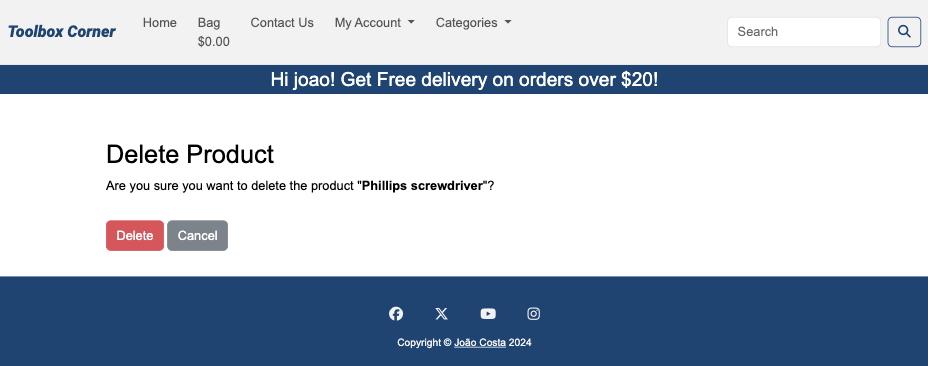 Toolbox Corner
Home
Bag
$0.00
Contact Us
My Account
Categories
Search
Hi joao! Get Free delivery on orders over $20!
Delete Product
Are you sure you want to delete the product "Phillips screwdriver"?
Delete Cancel
Copyright © João Costa 2024